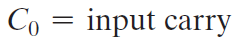 C₀ = input carry